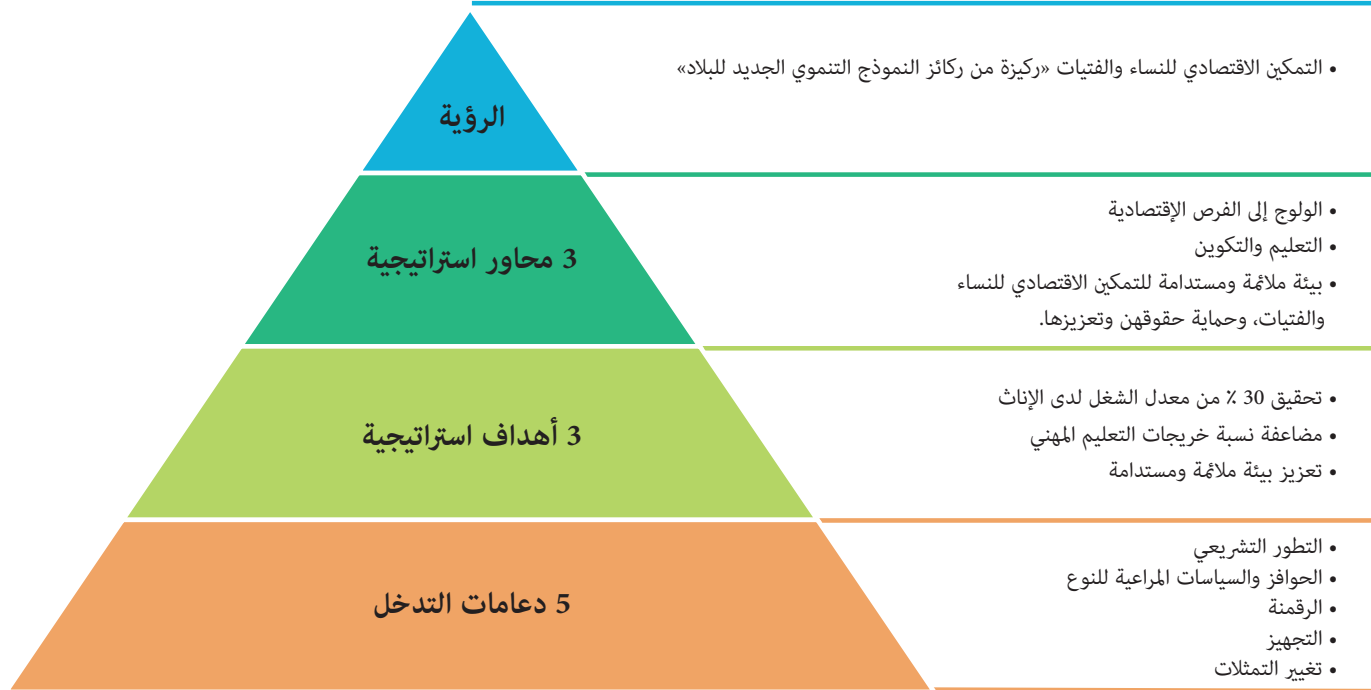 الرؤية
• التمكين الاقتصادي للنساء والفتيات «ركيزة من ركائز النموذج التنموي الجديد للبلاد»
3 محاور استراتيجية
• الولوج إلى الفرص الإقتصادية
• التعليم والتكوين
• بيئة ملائمة ومستدامة للتمكين الاقتصادي للنساء
والفتيات، وحماية حقوقهن وتعزيزها.
3 أهداف استراتيجية
• تحقيق 30 ٪ من معدل الشغل لدى الإناث
• مضاعفة نسبة خريجات التعليم المهني
• تعزيز بيئة ملائمة ومستدامة
5 دعامات التدخل
• التطور التشريعي
• الحوافز والسياسات المراعية للنوع
• الرقمنة
• التجهيز
• تغيير التمثلات